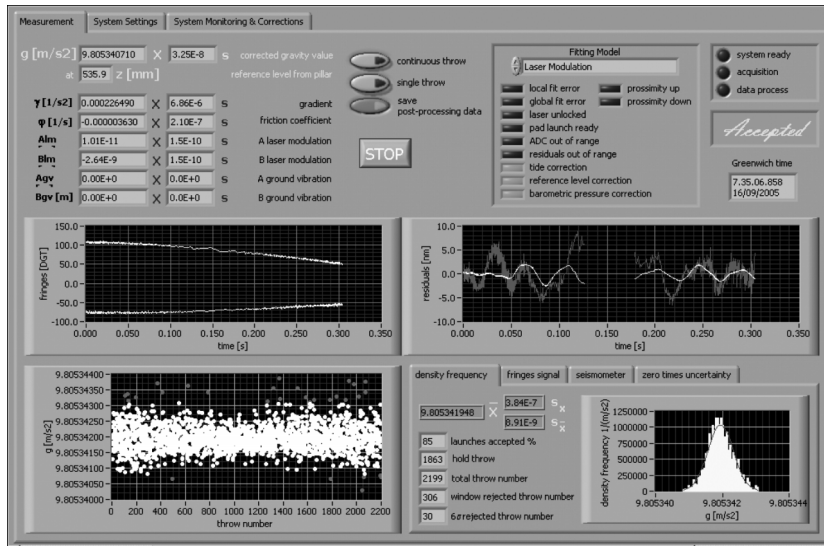 Measurement System Settings System Monitoring & Corrections
g [m/s2] 9.805340710 X 3.25E-8 s corrected gravity value
at 535.9 z [mm] reference level from pillar
γ [1/s2] 0.000226490 X 6.86E-6 s gradient
φ [1/s] -0.000003630 X 2.10E-7 s friction coefficient
Alm 1.01E-11 X 1.5E-10 s A laser modulation
Blm -2.64E-9 X 1.5E-10 s B laser modulation
Agv 0.00E+0 X 0.0E+0 s A ground vibration
Bgv [m] 0.00E+0 X 0.0E+0 s B ground vibration
continuous throw
single throw
save
post-processing data
STOP
Fitting Model
Laser Modulation
local fit error prossimity up
global fit error prossimity down
laser unlocked
pad launch ready
ADC out of range
residuals out of range
tide correction
reference level correction
barometric pressure correction
system ready
acquisition
data process
Accepted
Greenwich time
7.35.06.858
16/09/2005
fringes [DGT]
150.0
100.0
50.0
0.0
-50.0
-100.0
0.000 0.050 0.100 0.150 0.200 0.250 0.300 0.350
time [s]
residuals [nm]
10.0
5.0
0.0
-5.0
-10.0
0.000 0.050 0.100 0.150 0.200 0.250 0.300 0.350
time [s]
g [m/s2]
9.80534400
9.80534350
9.80534300
9.80534250
9.80534200
9.80534150
9.80534100
9.80534050
9.80534000
0 200 400 600 800 1000 1200 1400 1600 1800 2000 2200
throw number
density frequency fringes signal seismometer zero times uncertainty
9.805341948 X 3.84E-7 s x
8.91E-9 s x
85 launches accepted %
1863 hold throw
2199 total throw number
306 window rejected throw number
30 6σ rejected throw number
density frequency 1/(m/s2)
1250000
1000000
750000
500000
250000
0
9.805340 9.805342 9.805344
g [m/s2]